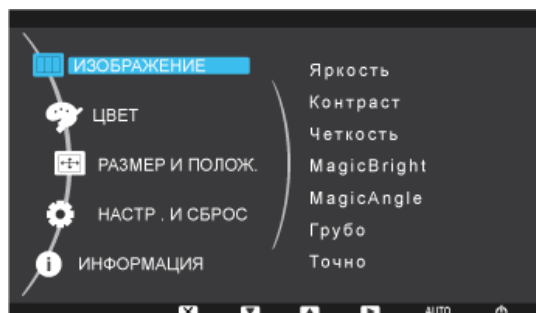 ИЗОБРАЖЕНИЕ
ЦВЕТ
РАЗМЕР И ПОЛОЖ.
НАСТР . И СБРОС
ИНФОРМАЦИЯ
Яркость
Контраст
Четкость
MagicBright
MagicAngle
Грубо
Точно
AUTO